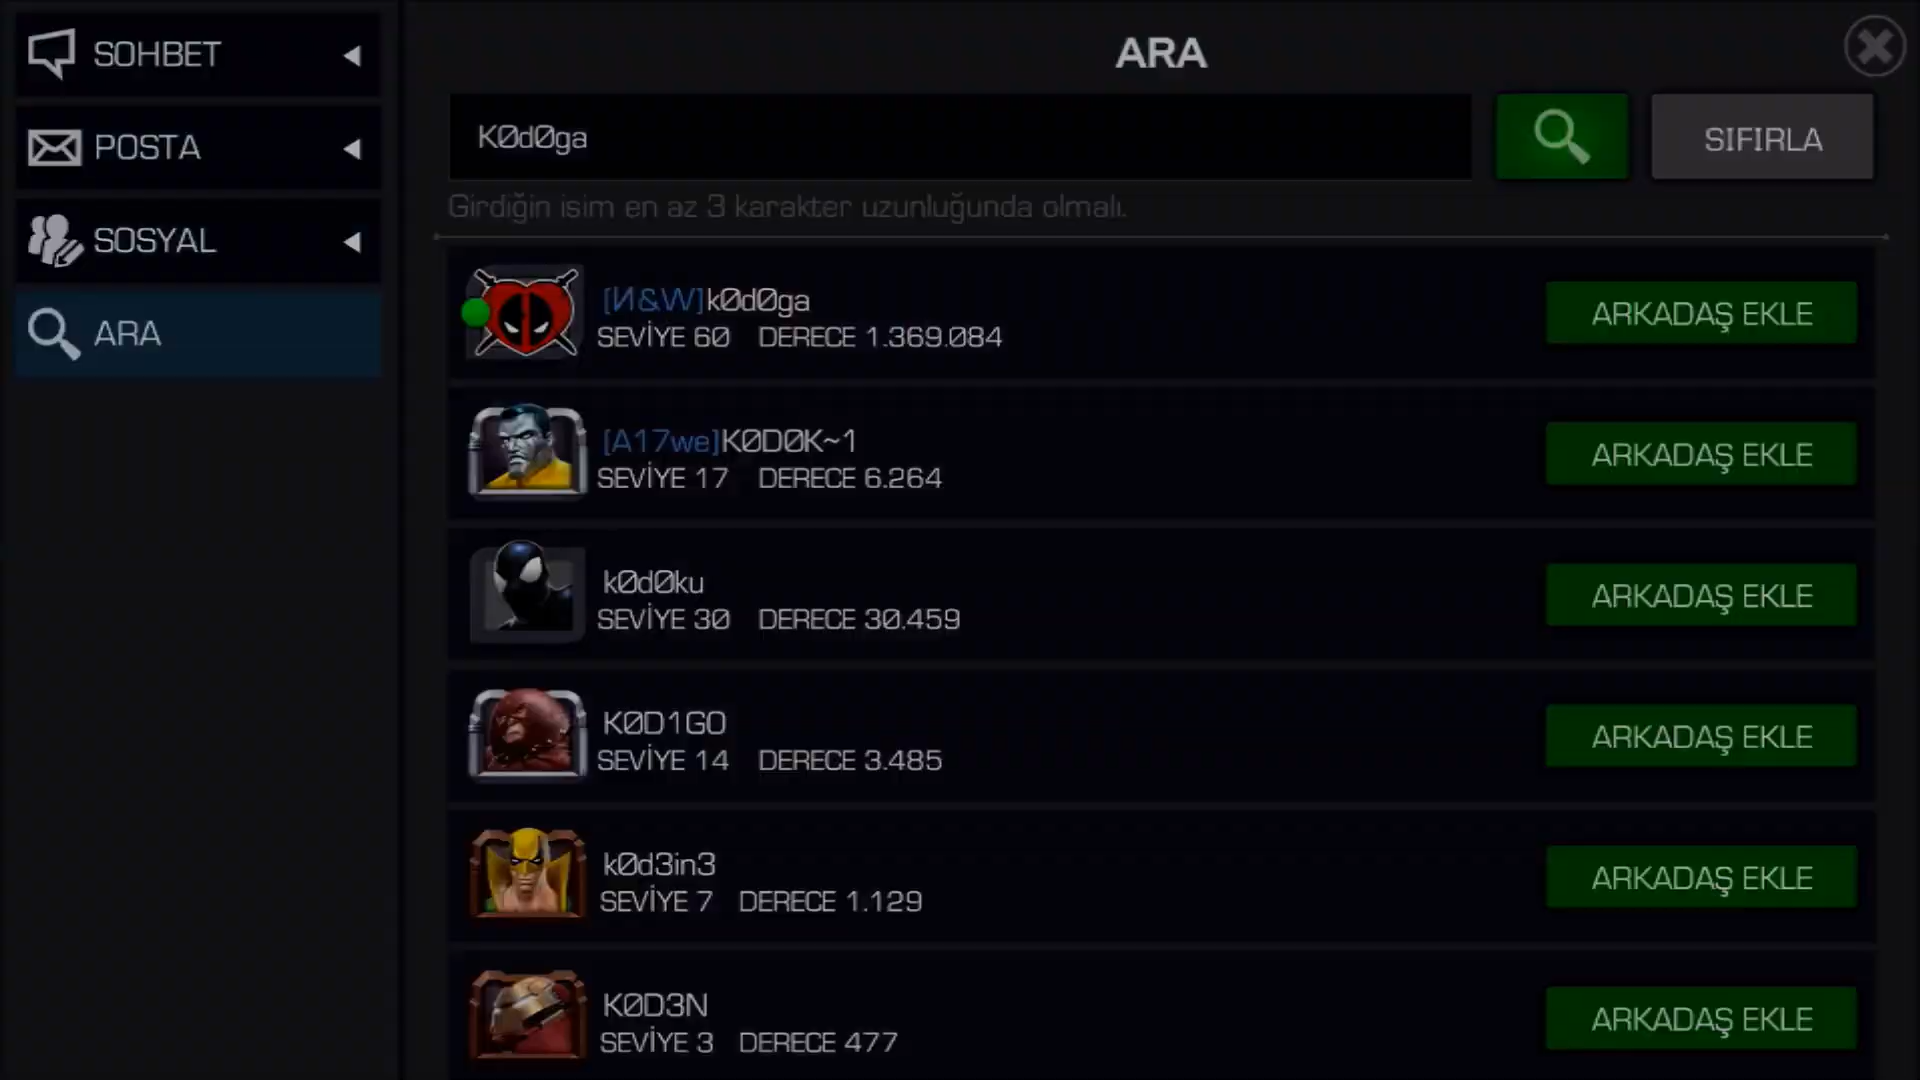 SOHBET
POSTA
SOSYAL
ARA
ARA
K0d0ga
SIFIRLA
Girdiğin isim en az 3 karakter uzunluğunda olmalı.
[И&W]k0d0ga
SEVİYE 60 DERECE 1.369.084
ARKADAŞ EKLE
[A17we]K0D0K~1
SEVİYE 17 DERECE 6.264
ARKADAŞ EKLE
k0d0ku
SEVİYE 30 DERECE 30.459
ARKADAŞ EKLE
K0D1GO
SEVİYE 14 DERECE 3.485
ARKADAŞ EKLE
k0d3in3
SEVİYE 7 DERECE 1.129
ARKADAŞ EKLE
K0D3N
SEVİYE 3 DERECE 477
ARKADAŞ EKLE